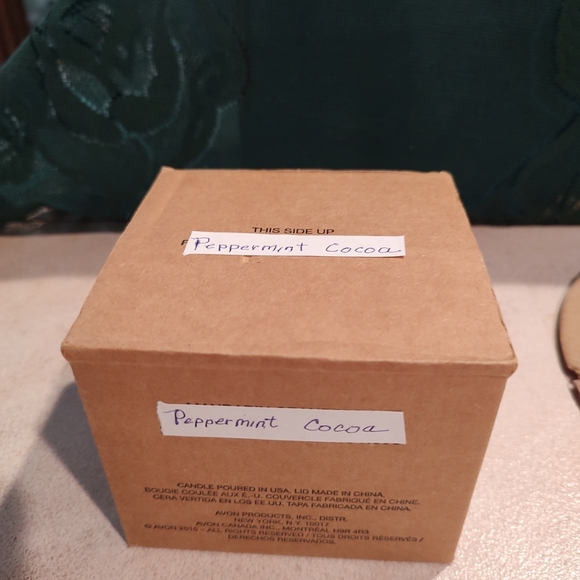 THIS SIDE UP
Peppermint Cocoa
Peppermint Cocoa
CANDLE POURED IN USA. LID MADE IN CHINA.
BOUGIE COULÉE AUX É.-U. COUVERCLE FABRIQUÉ EN CHINE.
CERA VERTIDA EN LOS EE.UU. TAPA FABRICADA EN CHINA.
AVON PRODUCTS, INC., DISTR.
NEW YORK, N.Y. 10017
AVON CANADA INC., MONTRÉAL H9R 4R3
© AVON 2015 – ALL RIGHTS RESERVED / TOUS DROITS RÉSERVÉS /
DERECHOS RESERVADOS.